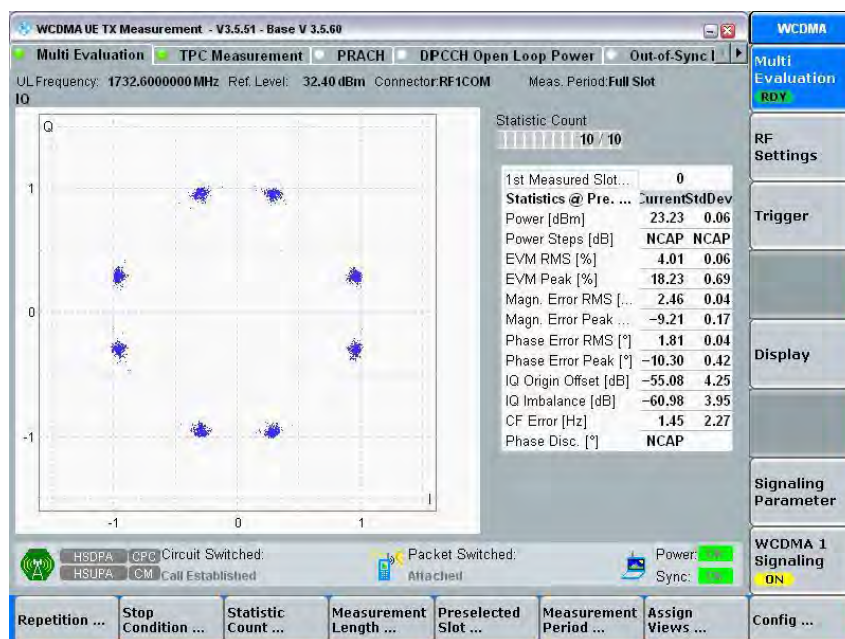 WCDMA UE TX Measurement - V3.5.51 - Base V 3.5.60
WCDMA
Multi Evaluation TPC Measurement PRACH DPCCH Open Loop Power Out-of-Sync
Multi
Evaluation
RDY
UL Frequency: 1732.6000000 MHz Ref. Level: 32.40 dBm Connector:RF1COM Meas. Period:Full Slot
IQ
Q
Statistic Count
10 / 10
RF
Settings
1st Measured Slot... 0
Statistics @ Pre. ... CurrentStdDev
Power [dBm] 23.23 0.06
Power Steps [dB] NCAP NCAP
EVM RMS [%] 4.01 0.06
EVM Peak [%] 18.23 0.69
Magn. Error RMS [... 2.46 0.04
Magn. Error Peak ... -9.21 0.17
Phase Error RMS [°] 1.81 0.04
Phase Error Peak [°] -10.30 0.42
IQ Origin Offset [dB] -55.08 4.25
IQ Imbalance [dB] -60.98 3.95
CF Error [Hz] 1.45 2.27
Phase Disc. [°] NCAP
Trigger
Display
1
0
-1
I
-1 0 1
Signaling
Parameter
HSDPA CPC Circuit Switched: Packet Switched: Power:
HSUPA CM Call Established Attached Sync:
WCDMA 1
Signaling
ON
Repetition ...
Stop
Condition ...
Statistic
Count ...
Measurement
Length ...
Preselected
Slot ...
Measurement
Period ...
Assign
Views ...
Config ...